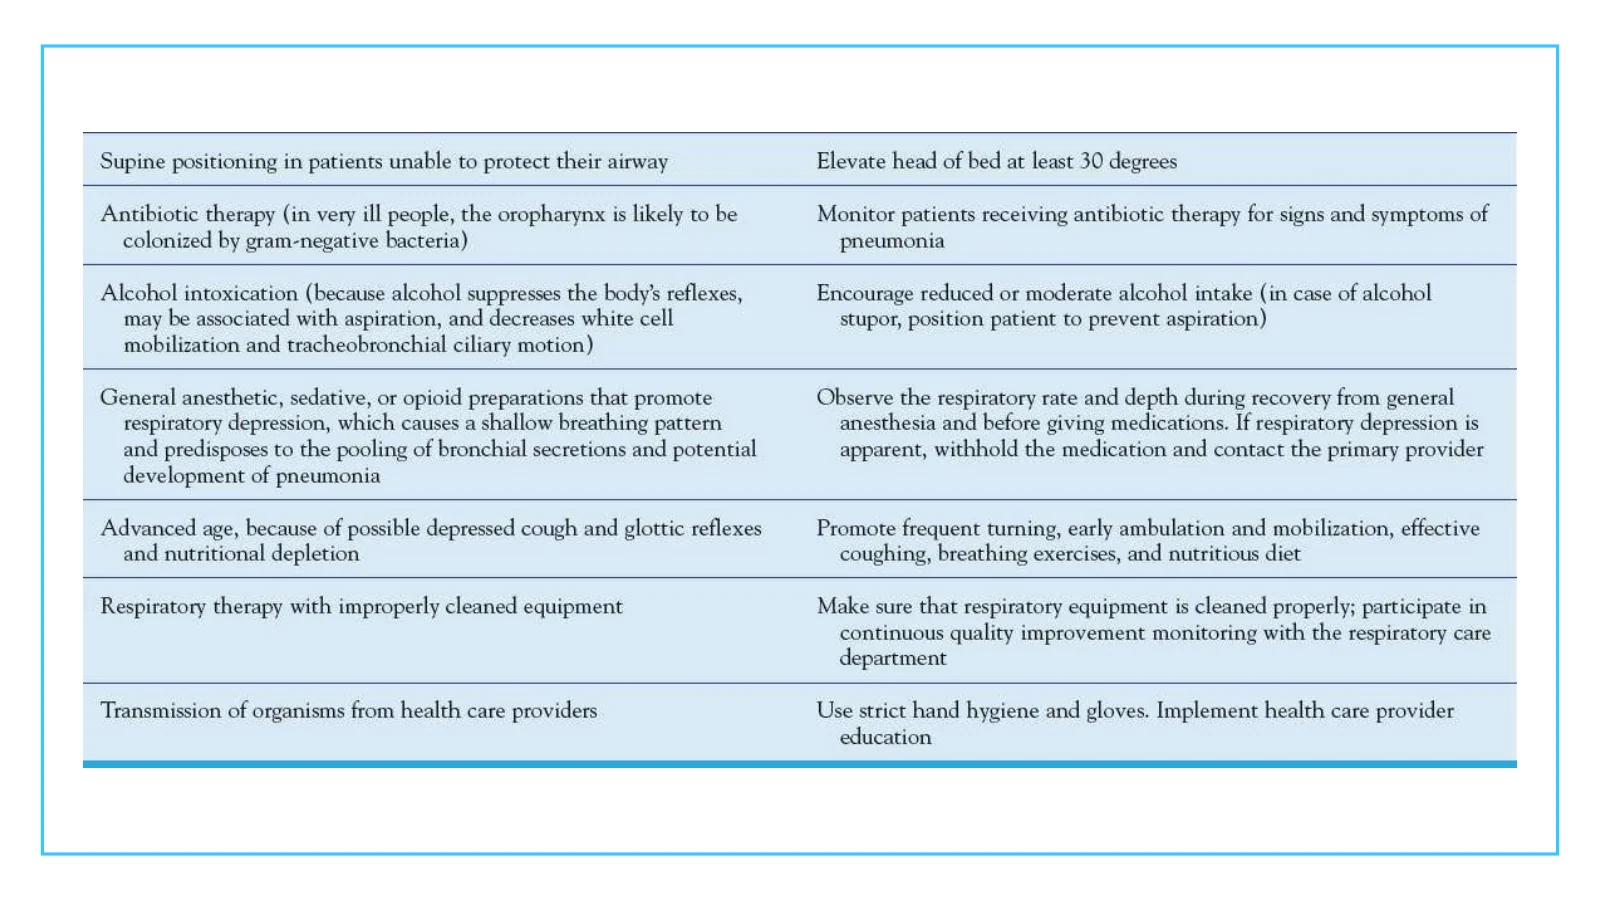 Supine positioning in patients unable to protect their airway
Elevate head of bed at least 30 degrees
Antibiotic therapy (in very ill people, the oropharynx is likely to be
colonized by gram-negative bacteria)
Monitor patients receiving antibiotic therapy for signs and symptoms of
pneumonia
Alcohol intoxication (because alcohol suppresses the body's reflexes,
may be associated with aspiration, and decreases white cell
mobilization and tracheobronchial ciliary motion)
Encourage reduced or moderate alcohol intake (in case of alcohol
stupor, position patient to prevent aspiration)
General anesthetic, sedative, or opioid preparations that promote
respiratory depression, which causes a shallow breathing pattern
and predisposes to the pooling of bronchial secretions and potential
development of pneumonia
Observe the respiratory rate and depth during recovery from general
anesthesia and before giving medications. If respiratory depression is
apparent, withhold the medication and contact the primary provider
Advanced age, because of possible depressed cough and glottic reflexes
and nutritional depletion
Promote frequent turning, early ambulation and mobilization, effective
coughing, breathing exercises, and nutritious diet
Respiratory therapy with improperly cleaned equipment
Make sure that respiratory equipment is cleaned properly; participate in
continuous quality improvement monitoring with the respiratory care
department
Transmission of organisms from health care providers
Use strict hand hygiene and gloves. Implement health care provider
education